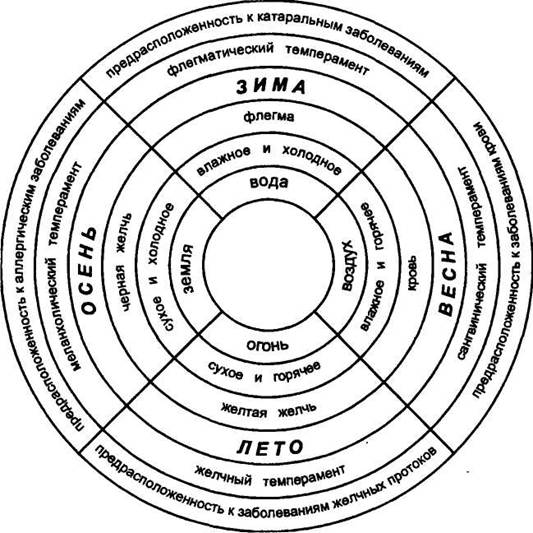 предрасположенность к катаральным заболеваниям
флегматический темперамент
ЗИМА
флегма
влажное и холодное
вода
предрасположенность к заболеваниям крови
сангвинический темперамент
ВЕСНА
кровь
влажное и горячее
воздух
огонь
сухое и горячее
желтая желчь
ЛЕТО
желчный темперамент
предрасположенность к заболеваниям желчных протоков
предрасположенность к аллергическим заболеваниям
меланхолический темперамент
ОСЕНЬ
черная желчь
сухое и холодное
земля